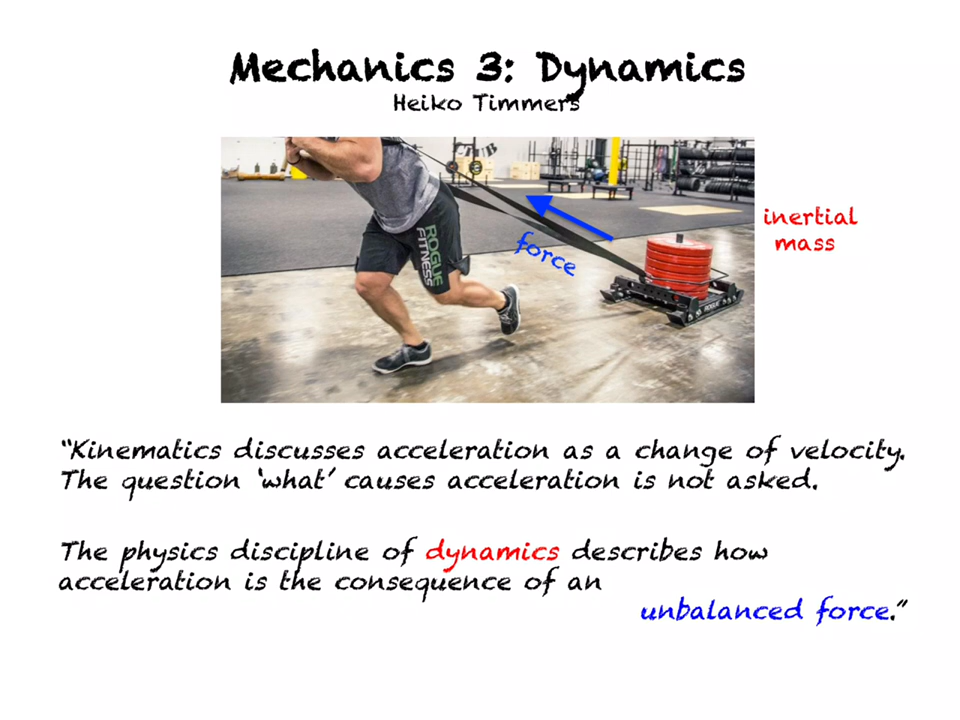 Mechanics 3: Dynamics
Heiko Timmers
inertial
mass
force
ROGUE
FITNESS
ROGUE
“Kinematics discusses acceleration as a change of velocity.
The question ‘what’ causes acceleration is not asked.
The physics discipline of dynamics describes how
acceleration is the consequence of an
unbalanced force.”